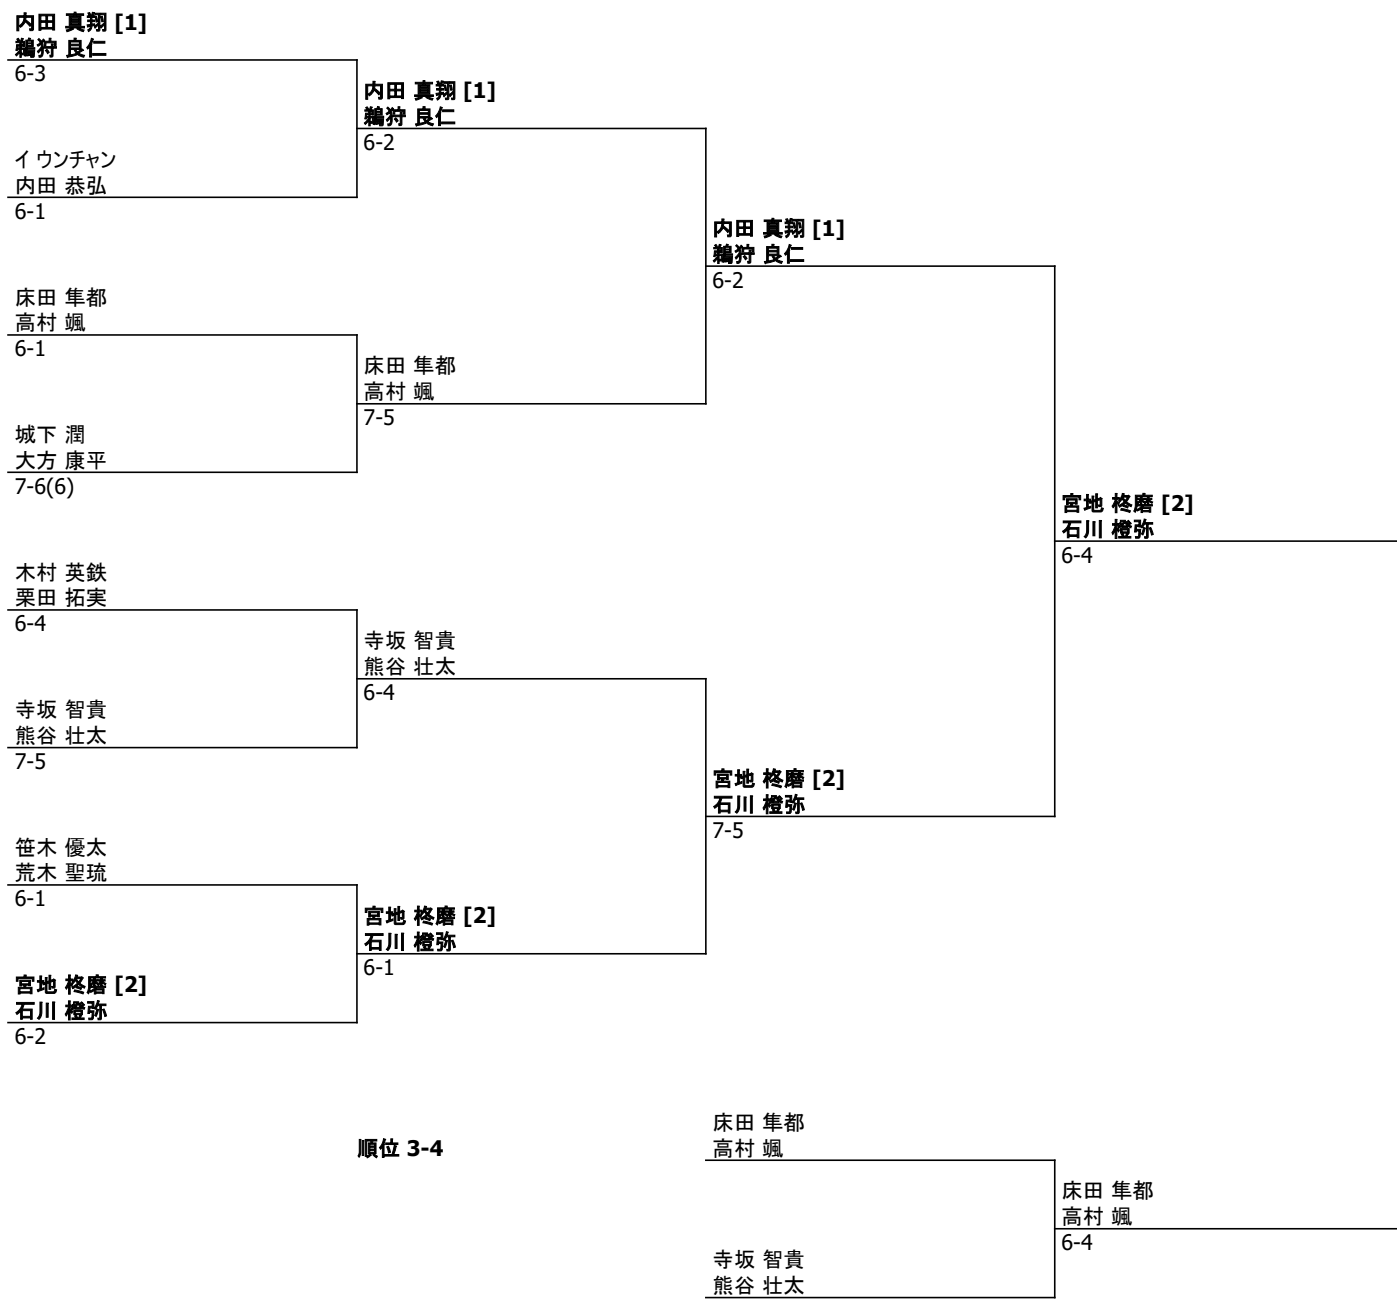 内田 真翔 [1]
鵜狩 良仁
6-3
内田 真翔 [1]
鵜狩 良仁
6-2
イ ウンチャン
内田 恭弘
6-1
内田 真翔 [1]
鵜狩 良仁
6-2
床田 隼都
高村 颯
6-1
床田 隼都
高村 颯
7-5
城下 潤
大方 康平
7-6(6)
宮地 柊磨 [2]
石川 橙弥
6-4
木村 英鉄
栗田 拓実
6-4
寺坂 智貴
熊谷 壮太
6-4
寺坂 智貴
熊谷 壮太
7-5
宮地 柊磨 [2]
石川 橙弥
7-5
笹木 優太
荒木 聖琉
6-1
宮地 柊磨 [2]
石川 橙弥
6-1
宮地 柊磨 [2]
石川 橙弥
6-2
順位 3-4
床田 隼都
高村 颯
床田 隼都
高村 颯
6-4
寺坂 智貴
熊谷 壮太